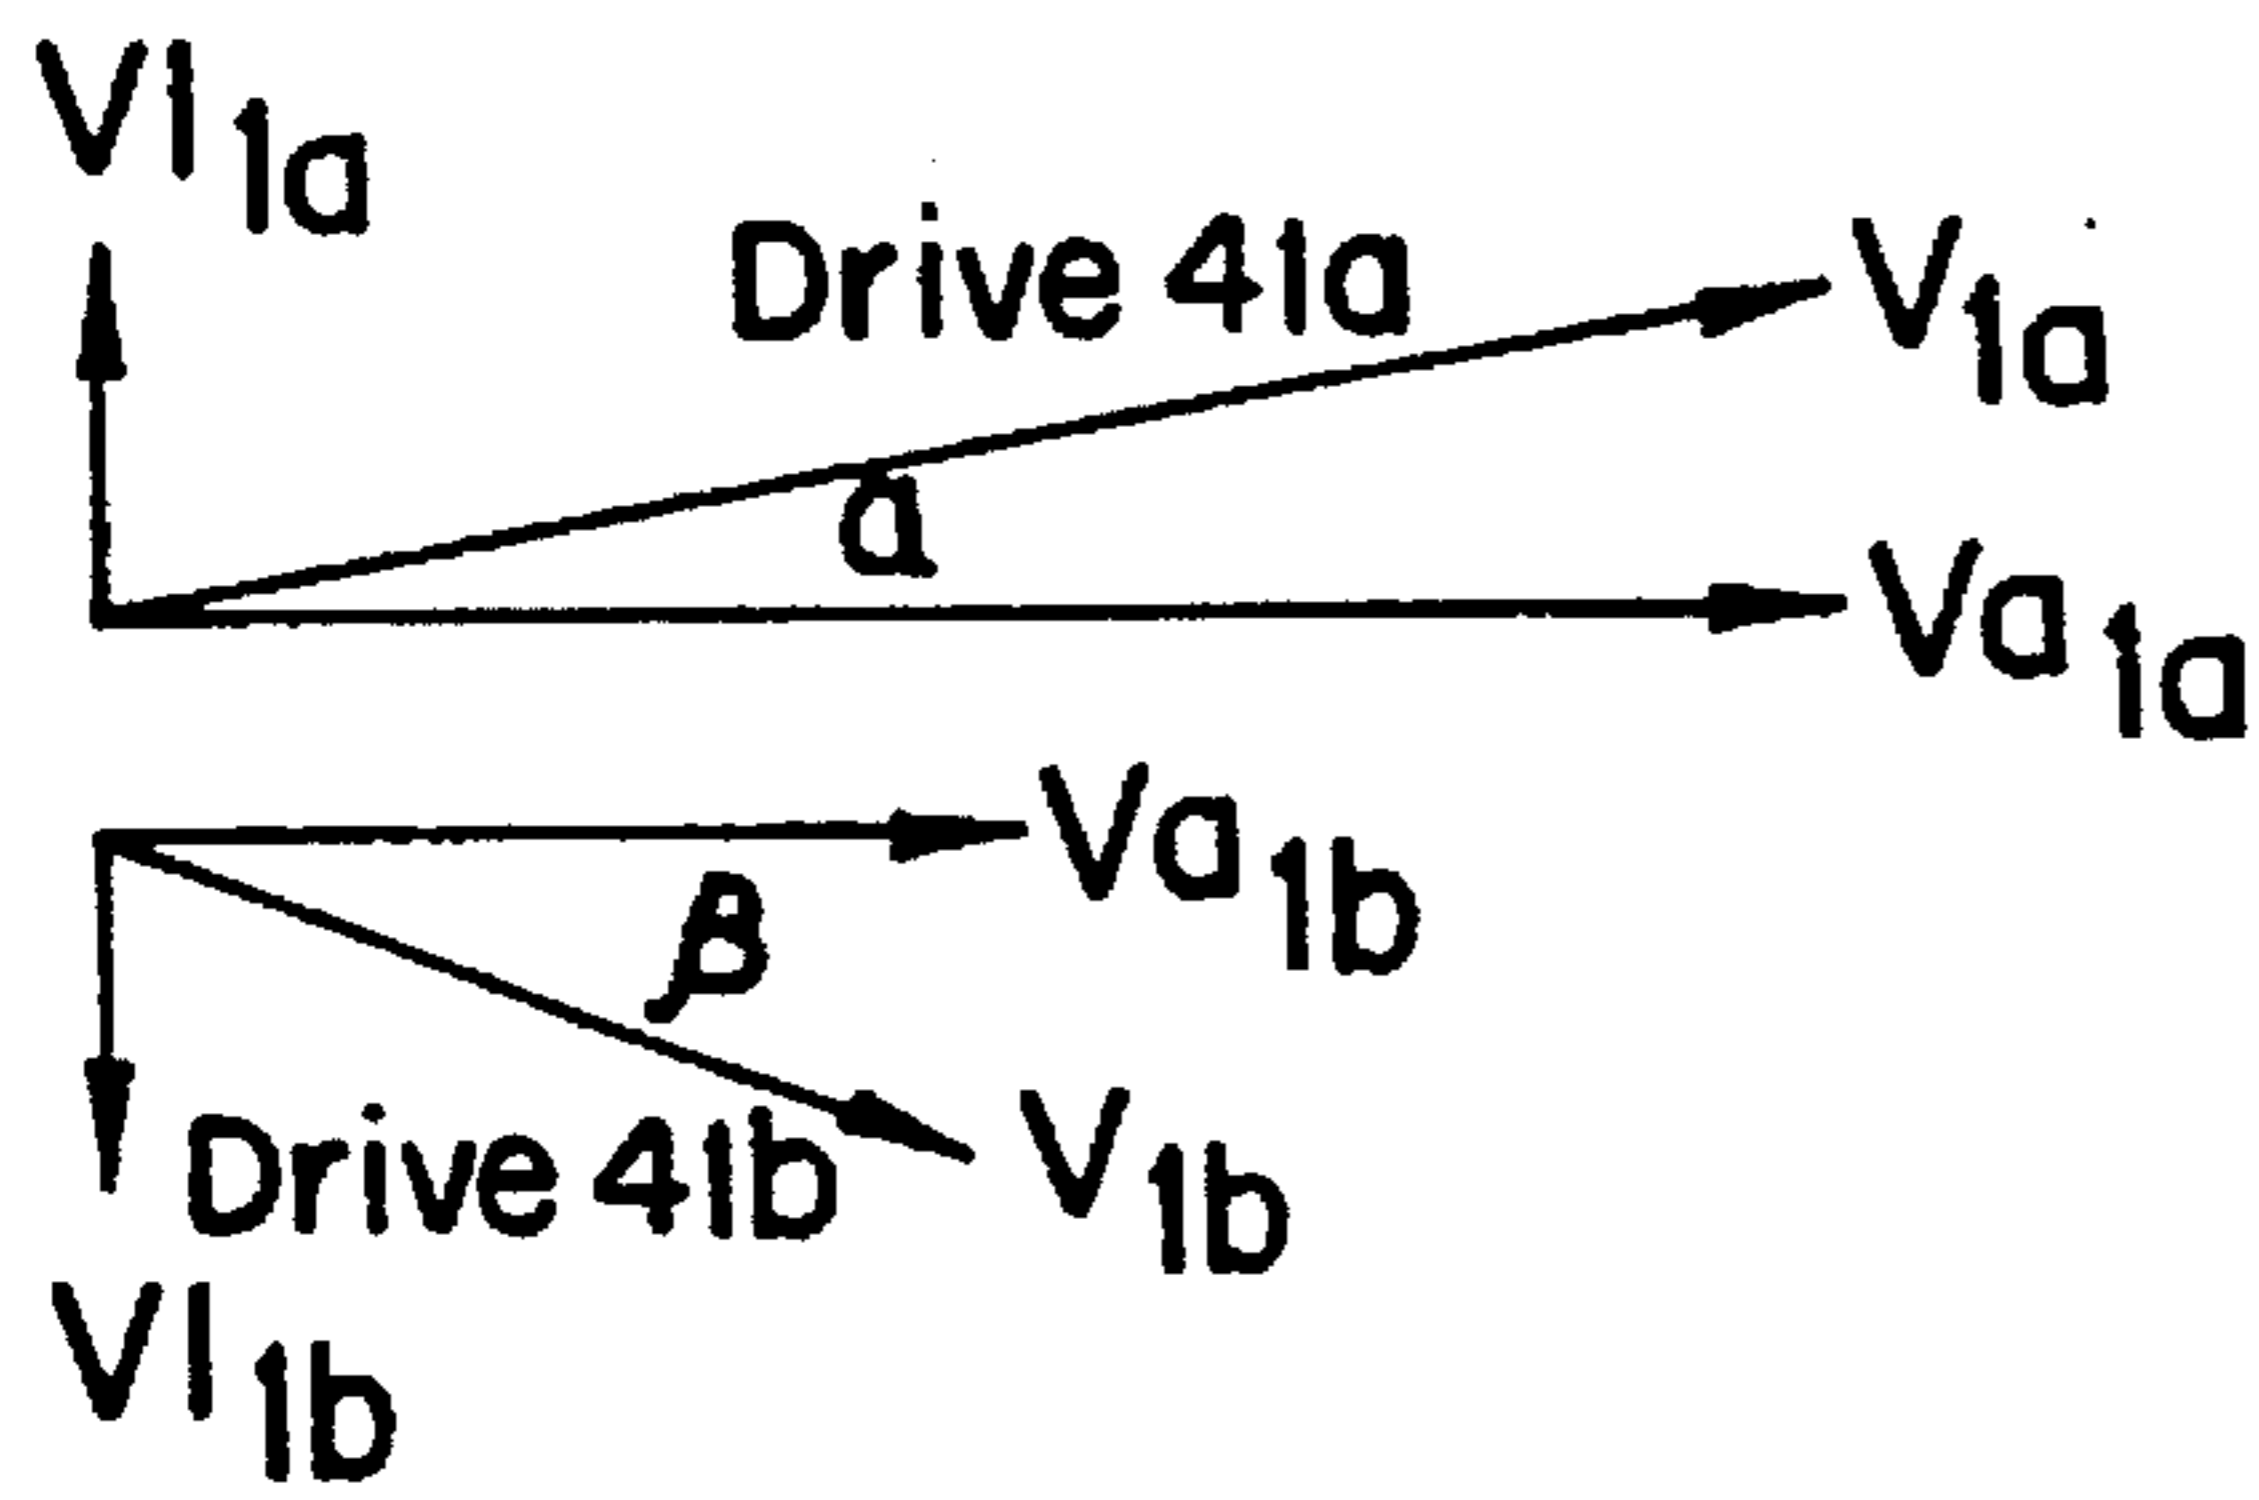 Vl1a
Drive 41a
V1a
α
Va1a
Va1b
β
Drive 41b
V1b
Vl1b